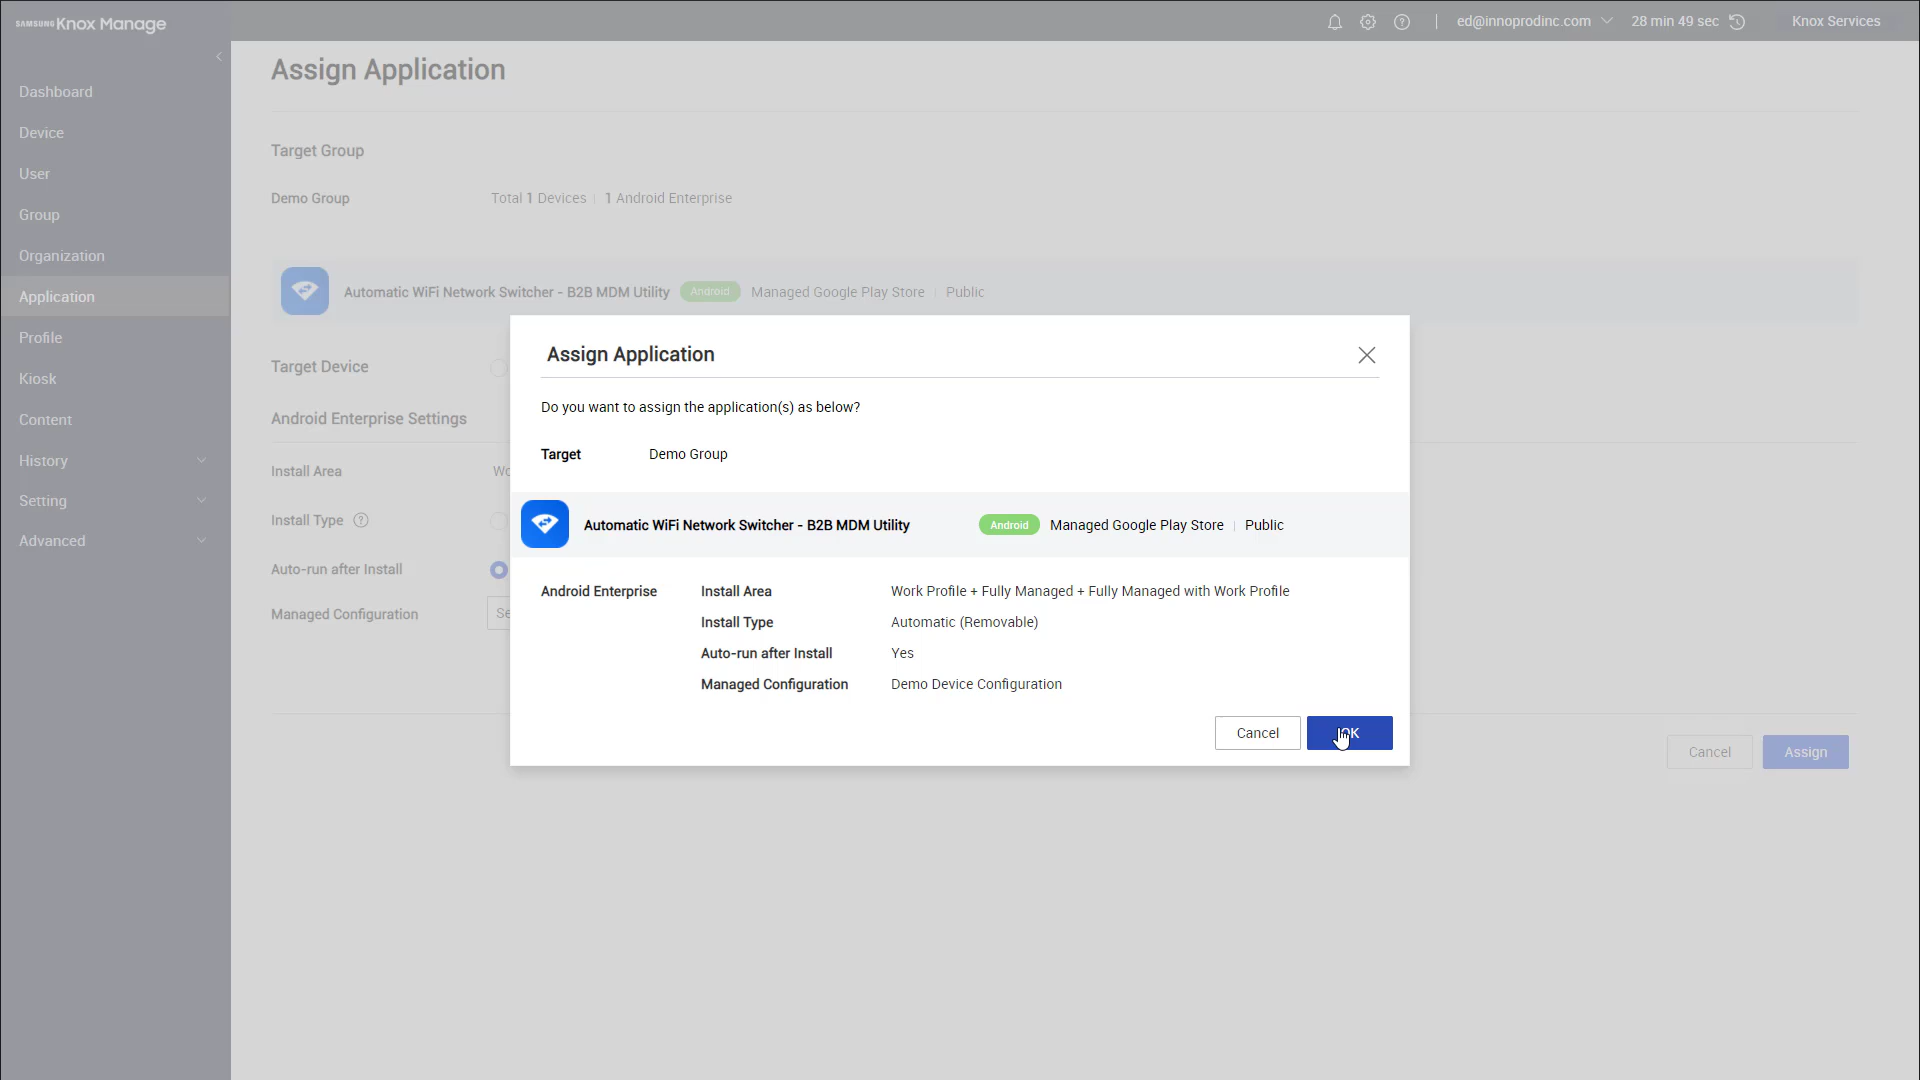 SAMSUNG Knox Manage
ed@innoprodinc.com
28 min 49 sec
Knox Services
Dashboard
Device
User
Group
Organization
Application
Profile
Kiosk
Content
History
Setting
Advanced
Assign Application
Target Group
Demo Group
Total 1 Devices | 1 Android Enterprise
Automatic WiFi Network Switcher - B2B MDM Utility Android Managed Google Play Store | Public
Target Device
Android Enterprise Settings
Install Area
Install Type ?
Auto-run after Install
Managed Configuration
Cancel
Assign
Assign Application
Do you want to assign the application(s) as below?
Target Demo Group
Automatic WiFi Network Switcher - B2B MDM Utility Android Managed Google Play Store | Public
Android Enterprise Install Area Work Profile + Fully Managed + Fully Managed with Work Profile
Install Type Automatic (Removable)
Auto-run after Install Yes
Managed Configuration Demo Device Configuration
Cancel